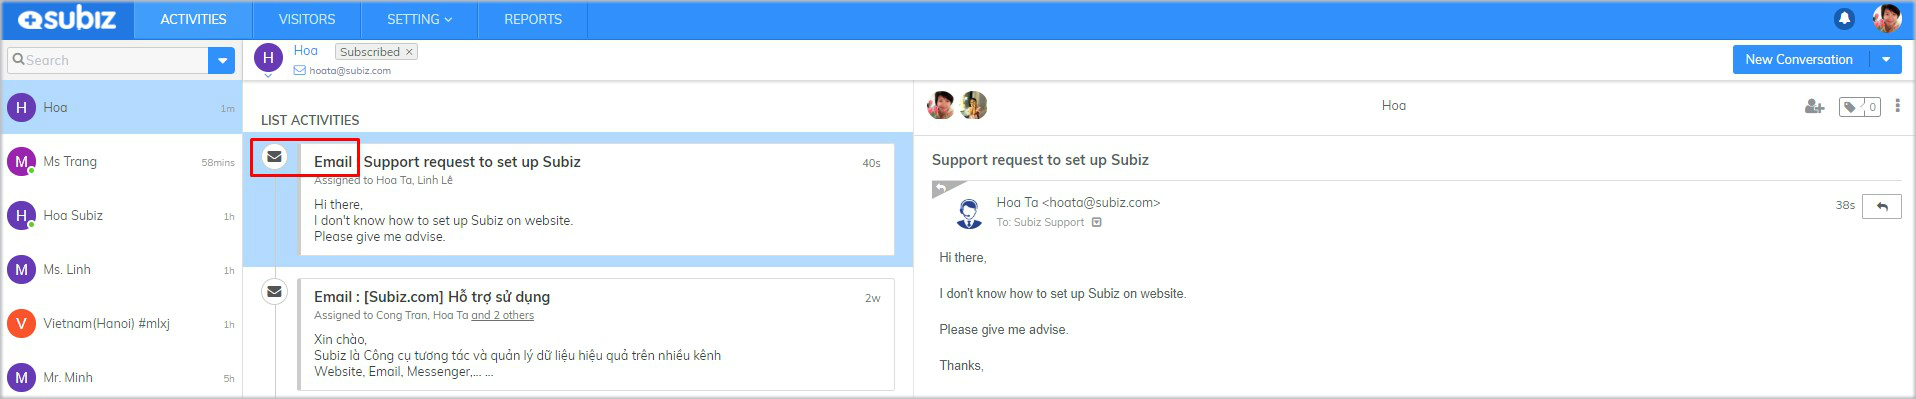 subiz ACTIVITIES VISITORS SETTING REPORTS
Search
H Hoa 1m
M Ms Trang 58mins
H Hoa Subiz 1h
M Ms. Linh 1h
V Vietnam(Hanoi) #mlxj 1h
M Mr. Minh 5h
H Hoa Subscribed ×
hoata@subiz.com
New Conversation
LIST ACTIVITIES
Email : Support request to set up Subiz 40s
Assigned to Hoa Ta, Linh Lê
Hi there,
I don't know how to set up Subiz on website.
Please give me advise.
Email : [Subiz.com] Hỗ trợ sử dụng 2w
Assigned to Cong Tran, Hoa Ta and 2 others
Xin chào,
Subiz là Công cụ tương tác và quản lý dữ liệu hiệu quả trên nhiều kênh
Website, Email, Messenger,... ...
Hoa 0
Support request to set up Subiz
Hoa Ta <hoata@subiz.com> 38s
To: Subiz Support
Hi there,
I don't know how to set up Subiz on website.
Please give me advise.
Thanks,